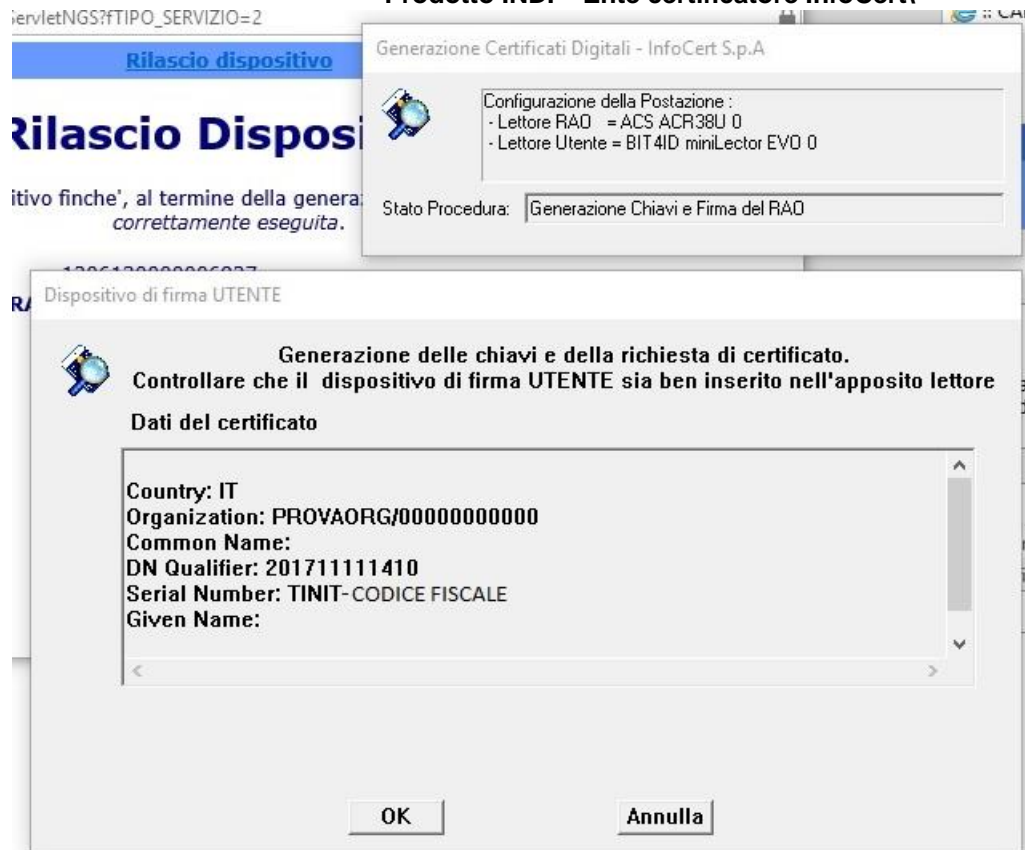 ServletNGS?fTIPO_SERVIZIO=2
Rilascio dispositivo
Rilascio Disposi
itivo finche', al termine della genera
correttamente eseguita.
Generazione Certificati Digitali - InfoCert S.p.A
Configurazione della Postazione :
- Lettore RAO = ACS ACR38U 0
- Lettore Utente = BIT4ID miniLector EVO 0
Stato Procedura: Generazione Chiavi e Firma del RAO
Dispositivo di firma UTENTE
Generazione delle chiavi e della richiesta di certificato.
Controllare che il dispositivo di firma UTENTE sia ben inserito nell'apposito lettore
Dati del certificato
Country: IT
Organization: PROVAORG/00000000000
Common Name:
DN Qualifier: 201711111410
Serial Number: TINIT-CODICE FISCALE
Given Name:
OK Annulla